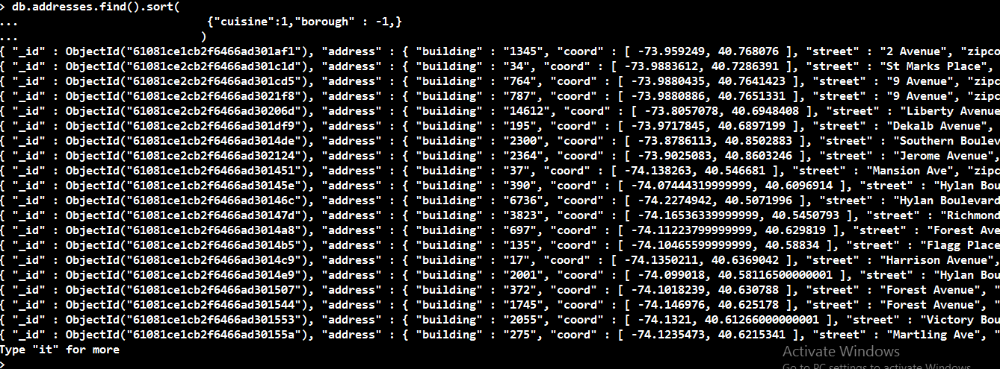 > db.addresses.find().sort(
... {"cuisine":1,"borough" : -1,}
... )
{ "_id" : ObjectId("61081ce1cb2f6466ad301af1"), "address" : { "building" : "1345", "coord" : [ -73.959249, 40.768076 ], "street" : "2 Avenue", "zipco
{ "_id" : ObjectId("61081ce2cb2f6466ad301c1d"), "address" : { "building" : "34", "coord" : [ -73.9883612, 40.7286391 ], "street" : "St Marks Place",
{ "_id" : ObjectId("61081ce2cb2f6466ad301cd5"), "address" : { "building" : "764", "coord" : [ -73.9880435, 40.7641423 ], "street" : "9 Avenue", "zipc
{ "_id" : ObjectId("61081ce2cb2f6466ad3021f8"), "address" : { "building" : "787", "coord" : [ -73.9880886, 40.7651331 ], "street" : "9 Avenue", "zipc
{ "_id" : ObjectId("61081ce2cb2f6466ad30206d"), "address" : { "building" : "14612", "coord" : [ -73.8057078, 40.6948408 ], "street" : "Liberty Avenue
{ "_id" : ObjectId("61081ce2cb2f6466ad301df9"), "address" : { "building" : "195", "coord" : [ -73.9717845, 40.6897199 ], "street" : "Dekalb Avenue",
{ "_id" : ObjectId("61081ce1cb2f6466ad3014de"), "address" : { "building" : "2300", "coord" : [ -73.8786113, 40.8502883 ], "street" : "Southern Boulev
{ "_id" : ObjectId("61081ce2cb2f6466ad302124"), "address" : { "building" : "2364", "coord" : [ -73.9025083, 40.8603246 ], "street" : "Jerome Avenue",
{ "_id" : ObjectId("61081ce1cb2f6466ad301451"), "address" : { "building" : "37", "coord" : [ -74.138263, 40.546681 ], "street" : "Mansion Ave", "zipc
{ "_id" : ObjectId("61081ce1cb2f6466ad30145e"), "address" : { "building" : "390", "coord" : [ -74.07444319999999, 40.6096914 ], "street" : "Hylan Bou
{ "_id" : ObjectId("61081ce1cb2f6466ad30146c"), "address" : { "building" : "6736", "coord" : [ -74.2274942, 40.5071996 ], "street" : "Hylan Boulevard
{ "_id" : ObjectId("61081ce1cb2f6466ad30147d"), "address" : { "building" : "3823", "coord" : [ -74.16536339999999, 40.5450793 ], "street" : "Richmond
{ "_id" : ObjectId("61081ce1cb2f6466ad3014a8"), "address" : { "building" : "697", "coord" : [ -74.11223799999999, 40.629819 ], "street" : "Forest Ave
{ "_id" : ObjectId("61081ce1cb2f6466ad3014b5"), "address" : { "building" : "135", "coord" : [ -74.10465599999999, 40.58834 ], "street" : "Flagg Place
{ "_id" : ObjectId("61081ce1cb2f6466ad3014c9"), "address" : { "building" : "17", "coord" : [ -74.1350211, 40.6369042 ], "street" : "Harrison Avenue",
{ "_id" : ObjectId("61081ce1cb2f6466ad3014e9"), "address" : { "building" : "2001", "coord" : [ -74.099018, 40.58116500000001 ], "street" : "Hylan Bou
{ "_id" : ObjectId("61081ce1cb2f6466ad301507"), "address" : { "building" : "372", "coord" : [ -74.1018239, 40.630788 ], "street" : "Forest Avenue", "
{ "_id" : ObjectId("61081ce1cb2f6466ad301544"), "address" : { "building" : "1745", "coord" : [ -74.146976, 40.625178 ], "street" : "Forest Avenue", "
{ "_id" : ObjectId("61081ce1cb2f6466ad301553"), "address" : { "building" : "2055", "coord" : [ -74.1321, 40.61266000000001 ], "street" : "Victory Bou
{ "_id" : ObjectId("61081ce1cb2f6466ad30155a"), "address" : { "building" : "275", "coord" : [ -74.1235473, 40.6215341 ], "street" : "Martling Ave", "
Type "it" for more
Activate Windows
>
Go to PC settings to activate Windows.